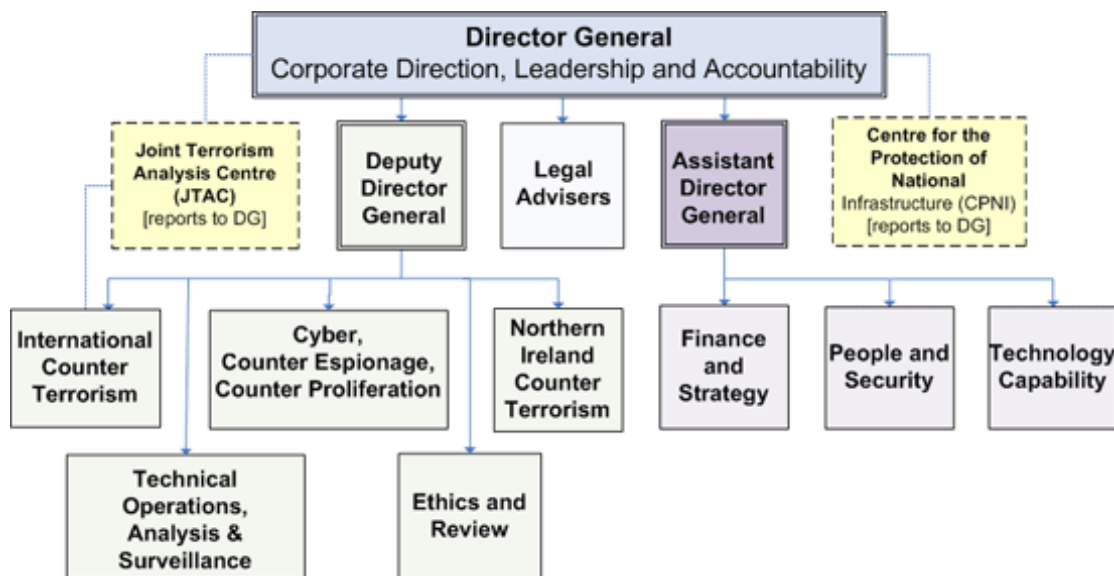 Director General
Corporate Direction, Leadership and Accountability
Joint Terrorism
Analysis Centre
(JTAC)
[reports to DG]
Deputy
Director
General
Legal
Advisers
Assistant
Director
General
Centre for the
Protection of
National
Infrastructure (CPNI)
[reports to DG]
International
Counter
Terrorism
Cyber,
Counter Espionage,
Counter Proliferation
Northern
Ireland
Counter
Terrorism
Finance
and
Strategy
People and
Security
Technology
Capability
Technical
Operations,
Analysis &
Surveillance
Ethics and
Review